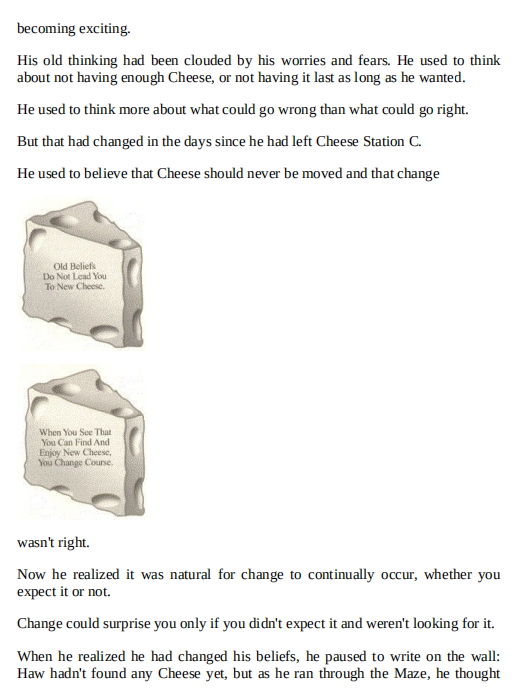 becoming exciting.
His old thinking had been clouded by his worries and fears. He used to think
about not having enough Cheese, or not having it last as long as he wanted.
He used to think more about what could go wrong than what could go right.
But that had changed in the days since he had left Cheese Station C.
He used to believe that Cheese should never be moved and that change
Old Beliefs
Do Not Lead You
To New Cheese.
When You See That
You Can Find And
Enjoy New Cheese,
You Change Course.
wasn't right.
Now he realized it was natural for change to continually occur, whether you
expect it or not.
Change could surprise you only if you didn't expect it and weren't looking for it.
When he realized he had changed his beliefs, he paused to write on the wall:
Haw hadn't found any Cheese yet, but as he ran through the Maze, he thought